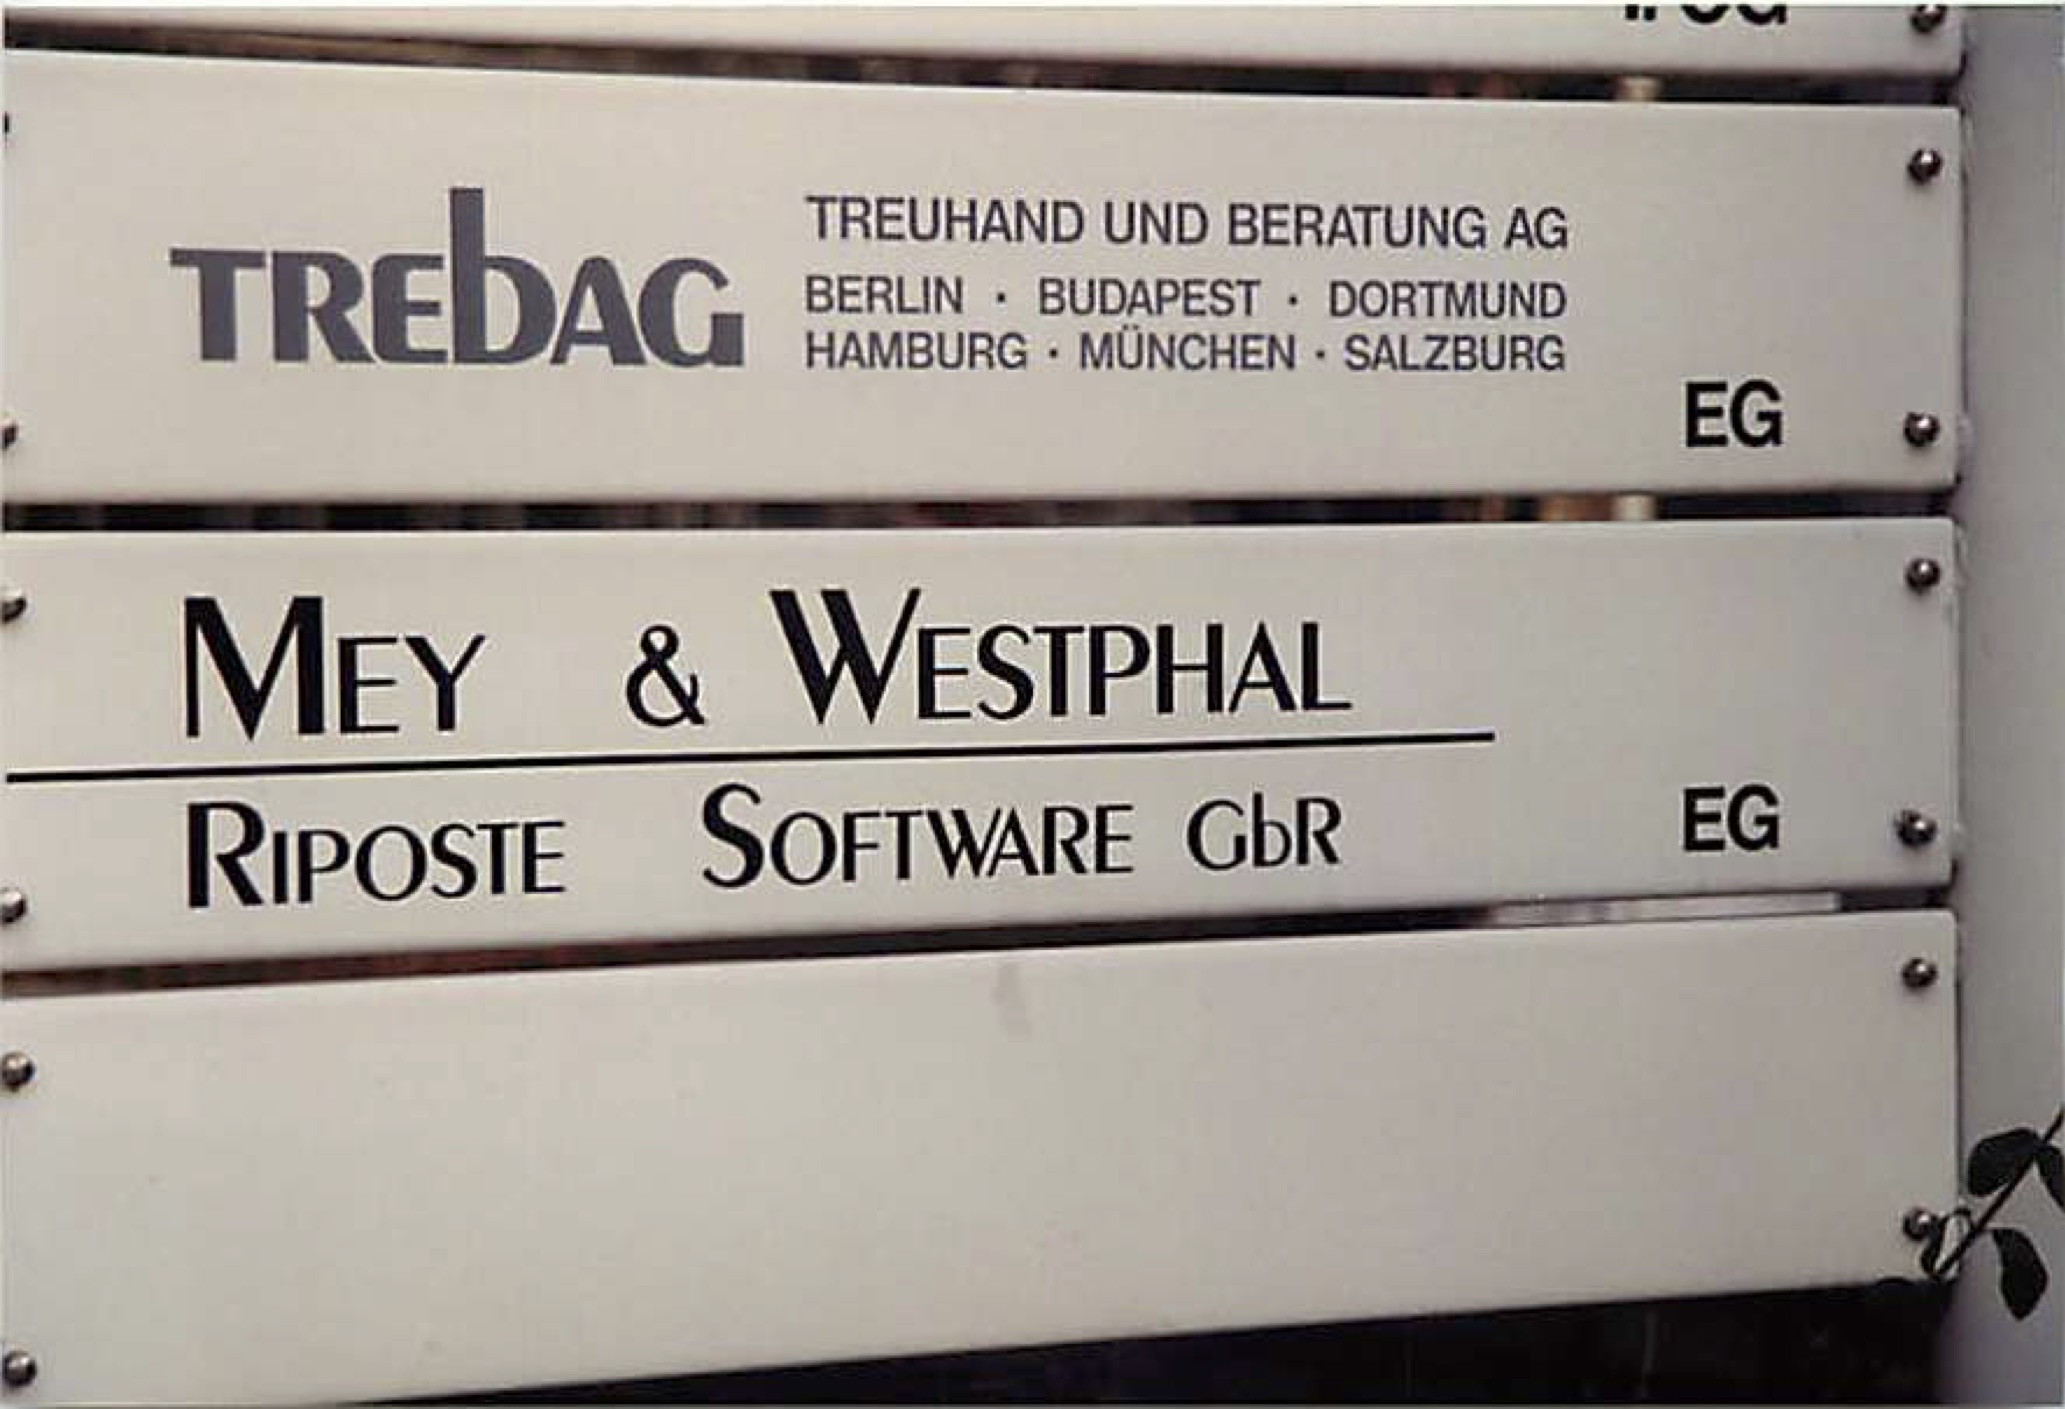 TREbAG
TREUHAND UND BERATUNG AG
BERLIN · BUDAPEST · DORTMUND
HAMBURG · MÜNCHEN · SALZBURG
EG
MEY & WESTPHAL
RIPOSTE SOFTWARE GbR
EG